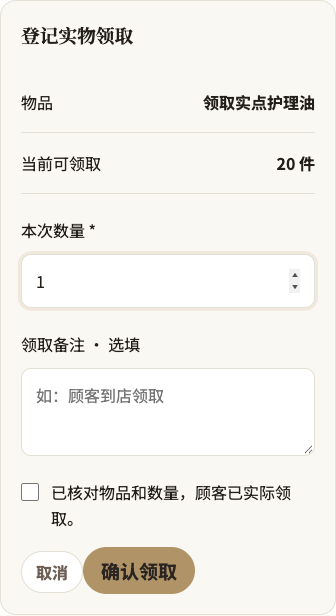 登记实物领取
物品 领取实点护理油
当前可领取 20 件
本次数量 *
1
领取备注 · 选填
如：顾客到店领取
已核对物品和数量，顾客已实际领
取。
取消 确认领取